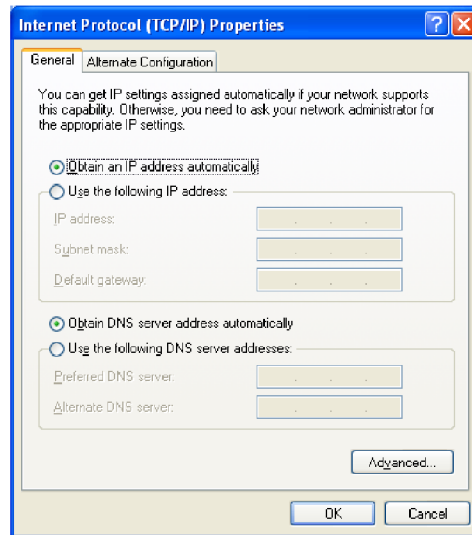 Internet Protocol (TCP/IP) Properties
General
Alternate Configuration
You can get IP settings assigned automatically if your network supports
this capability. Otherwise, you need to ask your network administrator for
the appropriate IP settings.
Obtain an IP address automatically
Use the following IP address:
IP address:
Subnet mask:
Default gateway:
Obtain DNS server address automatically
Use the following DNS server addresses:
Preferred DNS server:
Alternate DNS server:
Advanced...
OK
Cancel